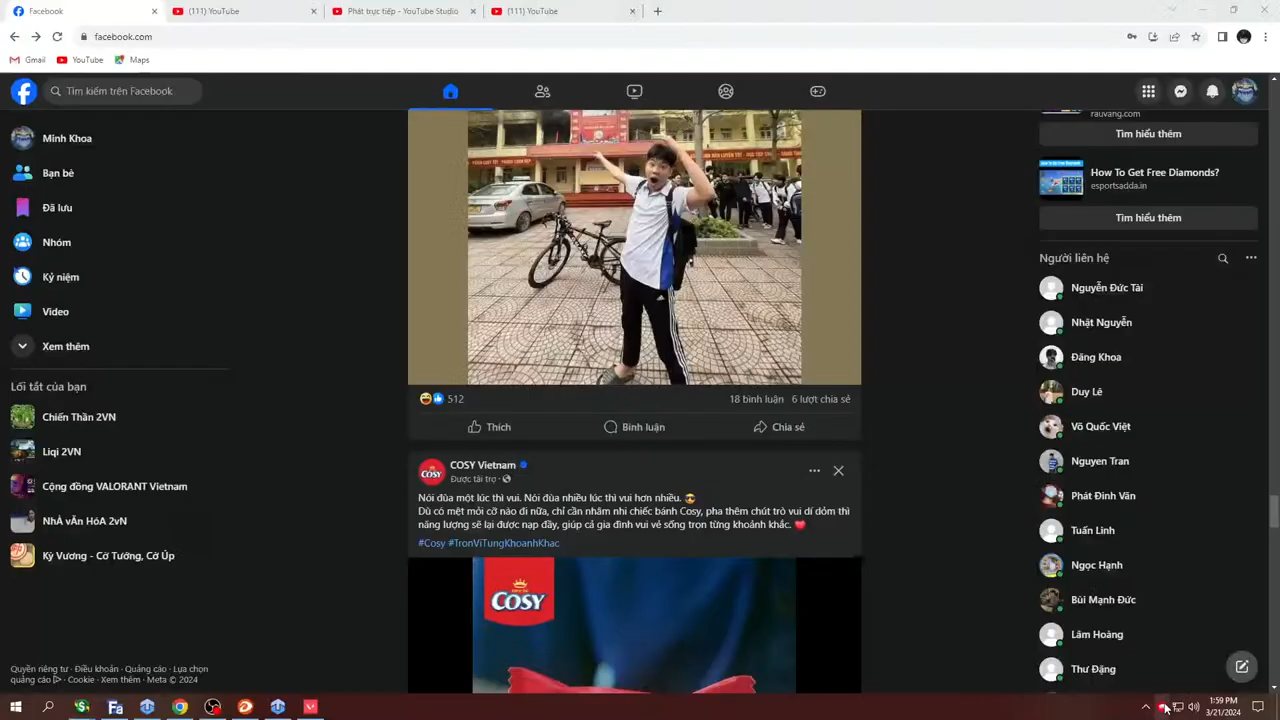 Facebook
(111) YouTube
Phát trực tiếp - YouTube Studio
(111) YouTube
facebook.com
Gmail
YouTube
Maps
Tìm kiếm trên Facebook
Minh Khoa
Bạn bè
Đã lưu
Nhóm
Kỷ niệm
Video
Xem thêm
Lối tắt của bạn
Chiến Thần 2VN
Liqi 2VN
Cộng đồng VALORANT Vietnam
NhÀ vĂn HóA 2vN
Kỳ Vương - Cờ Tướng, Cờ Úp
Quyền riêng tư · Điều khoản · Quảng cáo · Lựa chọn
quảng cáo · Cookie · Xem thêm · Meta © 2024
512
18 bình luận 6 lượt chia sẻ
Thích
Bình luận
Chia sẻ
COSY Vietnam
Được tài trợ ·
Nói đùa một lúc thì vui. Nói đùa nhiều lúc thì vui hơn nhiều. 😎
Dù có mệt mỏi cỡ nào đi nữa, chỉ cần nhâm nhi chiếc bánh Cosy, pha thêm chút trò vui dí dỏm thì
năng lượng sẽ lại được nạp đầy, giúp cả gia đình vui vẻ sống trọn từng khoảnh khắc. ❤️
#Cosy #TronViTungKhoanhKhac
COSY
COSY
rauvang.com
Tìm hiểu thêm
How To Get Free Diamonds?
esportsadda.in
Tìm hiểu thêm
Người liên hệ
Nguyễn Đức Tài
Nhật Nguyễn
Đăng Khoa
Duy Lê
Võ Quốc Việt
Nguyen Tran
Phát Đinh Văn
Tuấn Linh
Ngọc Hạnh
Bùi Mạnh Đức
Lâm Hoàng
Thư Đặng
1:59 PM
3/21/2024